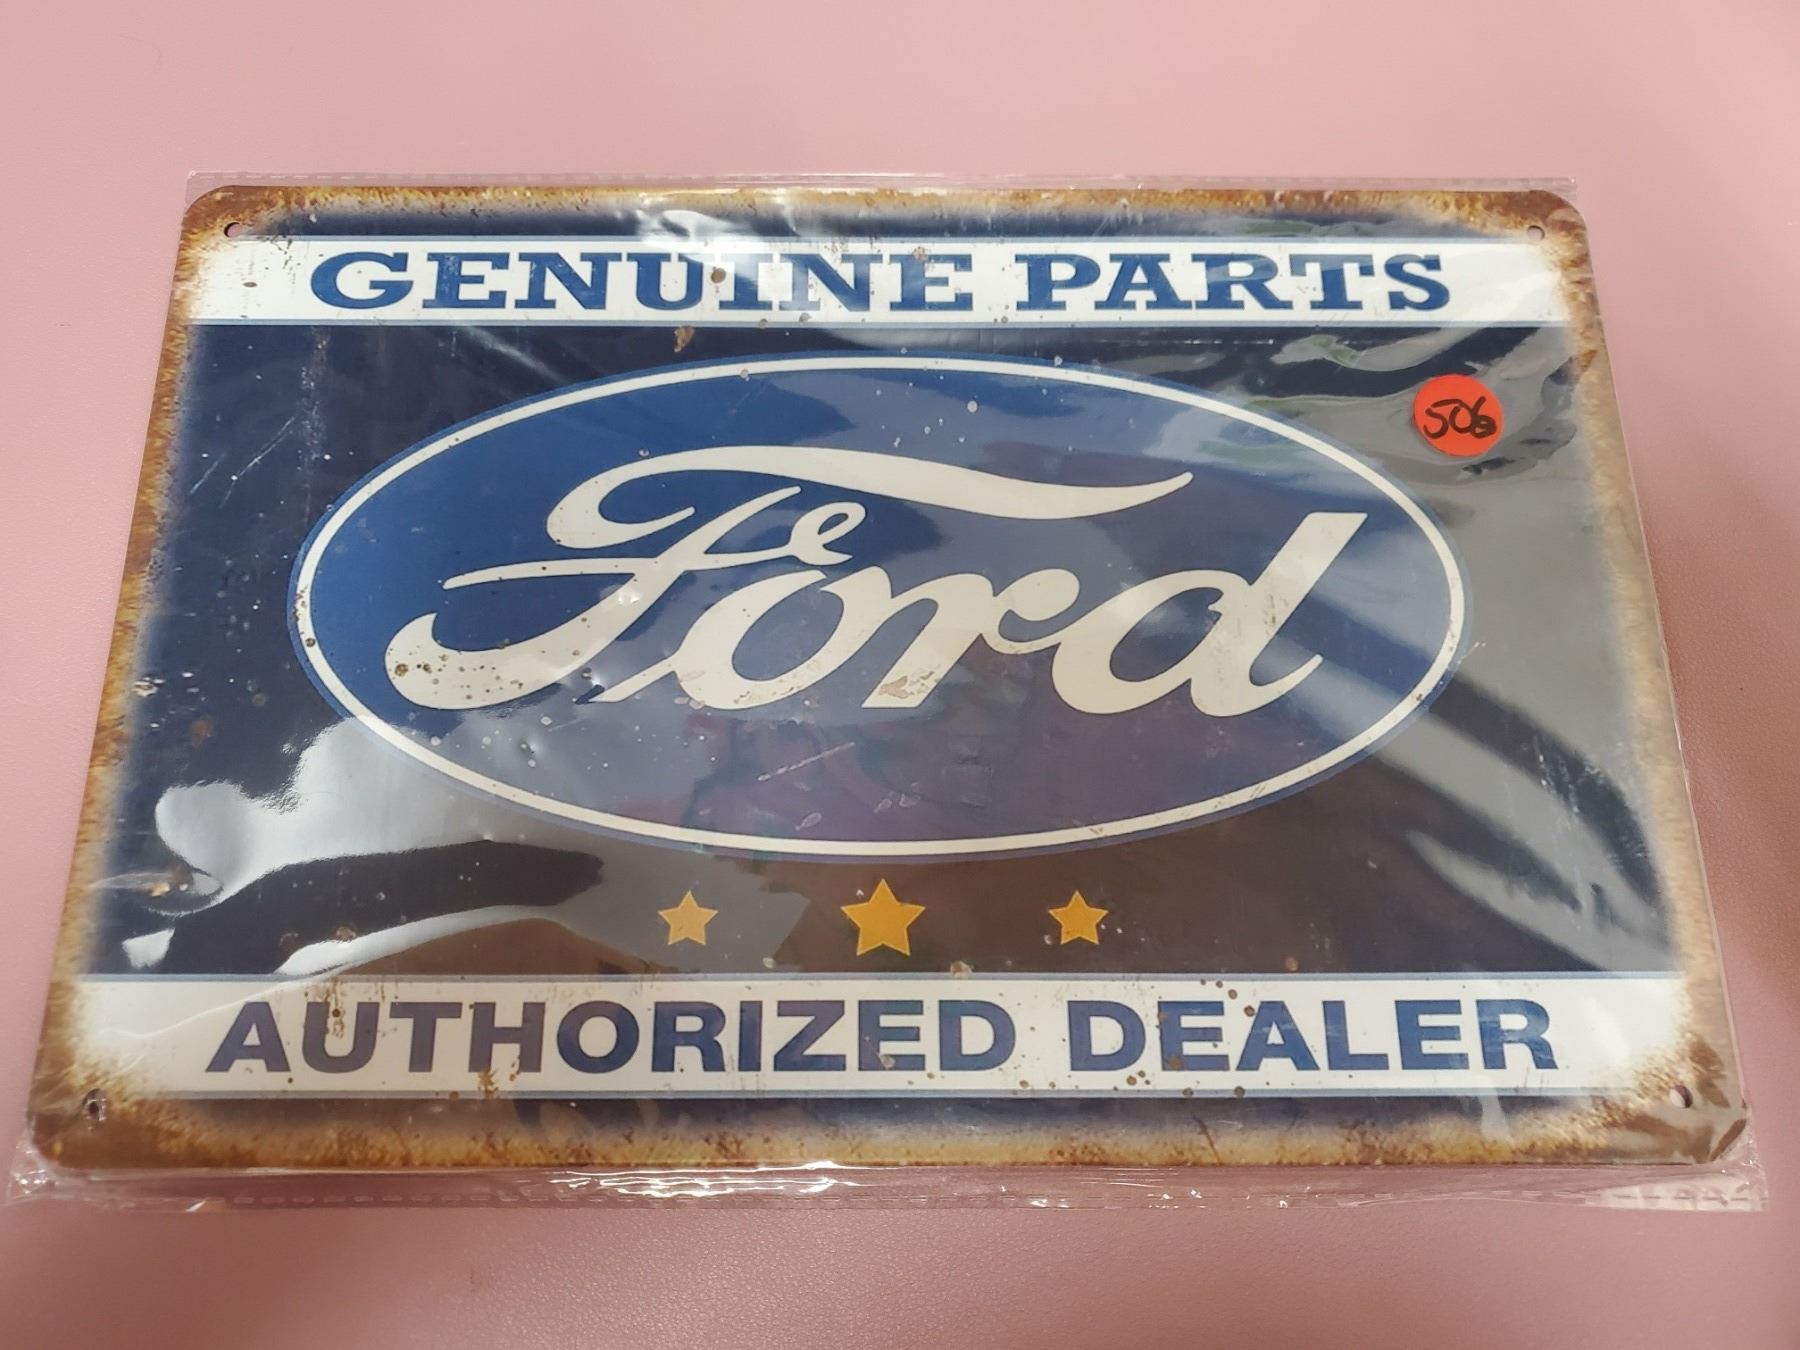 GENUINE PARTS
506
Ford
AUTHORIZED DEALER